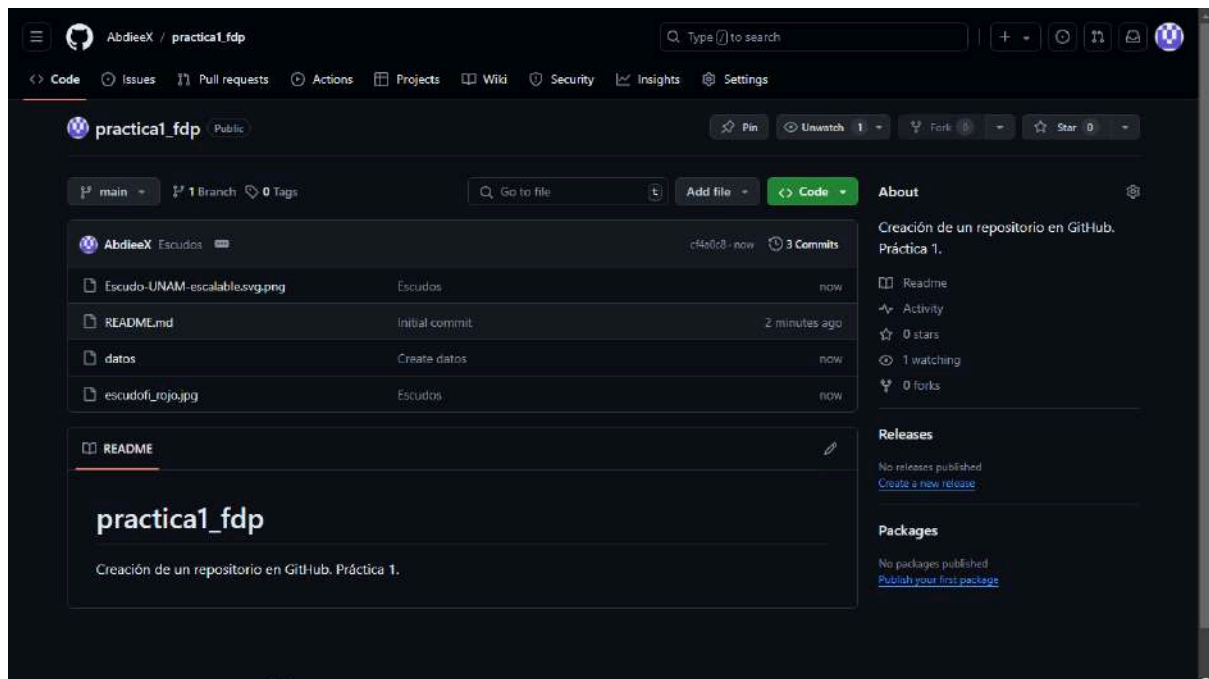 AbdieeX / practica1_fdp
Type / to search
Code Issues Pull requests Actions Projects Wiki Security Insights Settings
practica1_fdp Public
Pin Unwatch 1 Fork 0 Star 0
main 1 Branch 0 Tags
Go to file t Add file Code
AbdieeX Escudos
cf4a0c8 · now 3 Commits
Escudo-UNAM-escalable.svg.png Escudos now
README.md Initial commit 2 minutes ago
datos Create datos now
escudofi_rojo.jpg Escudos now
README
practica1_fdp
Creación de un repositorio en GitHub. Práctica 1.
About
Creación de un repositorio en GitHub.
Práctica 1.
Readme
Activity
0 stars
1 watching
0 forks
Releases
No releases published
Create a new release
Packages
No packages published
Publish your first package